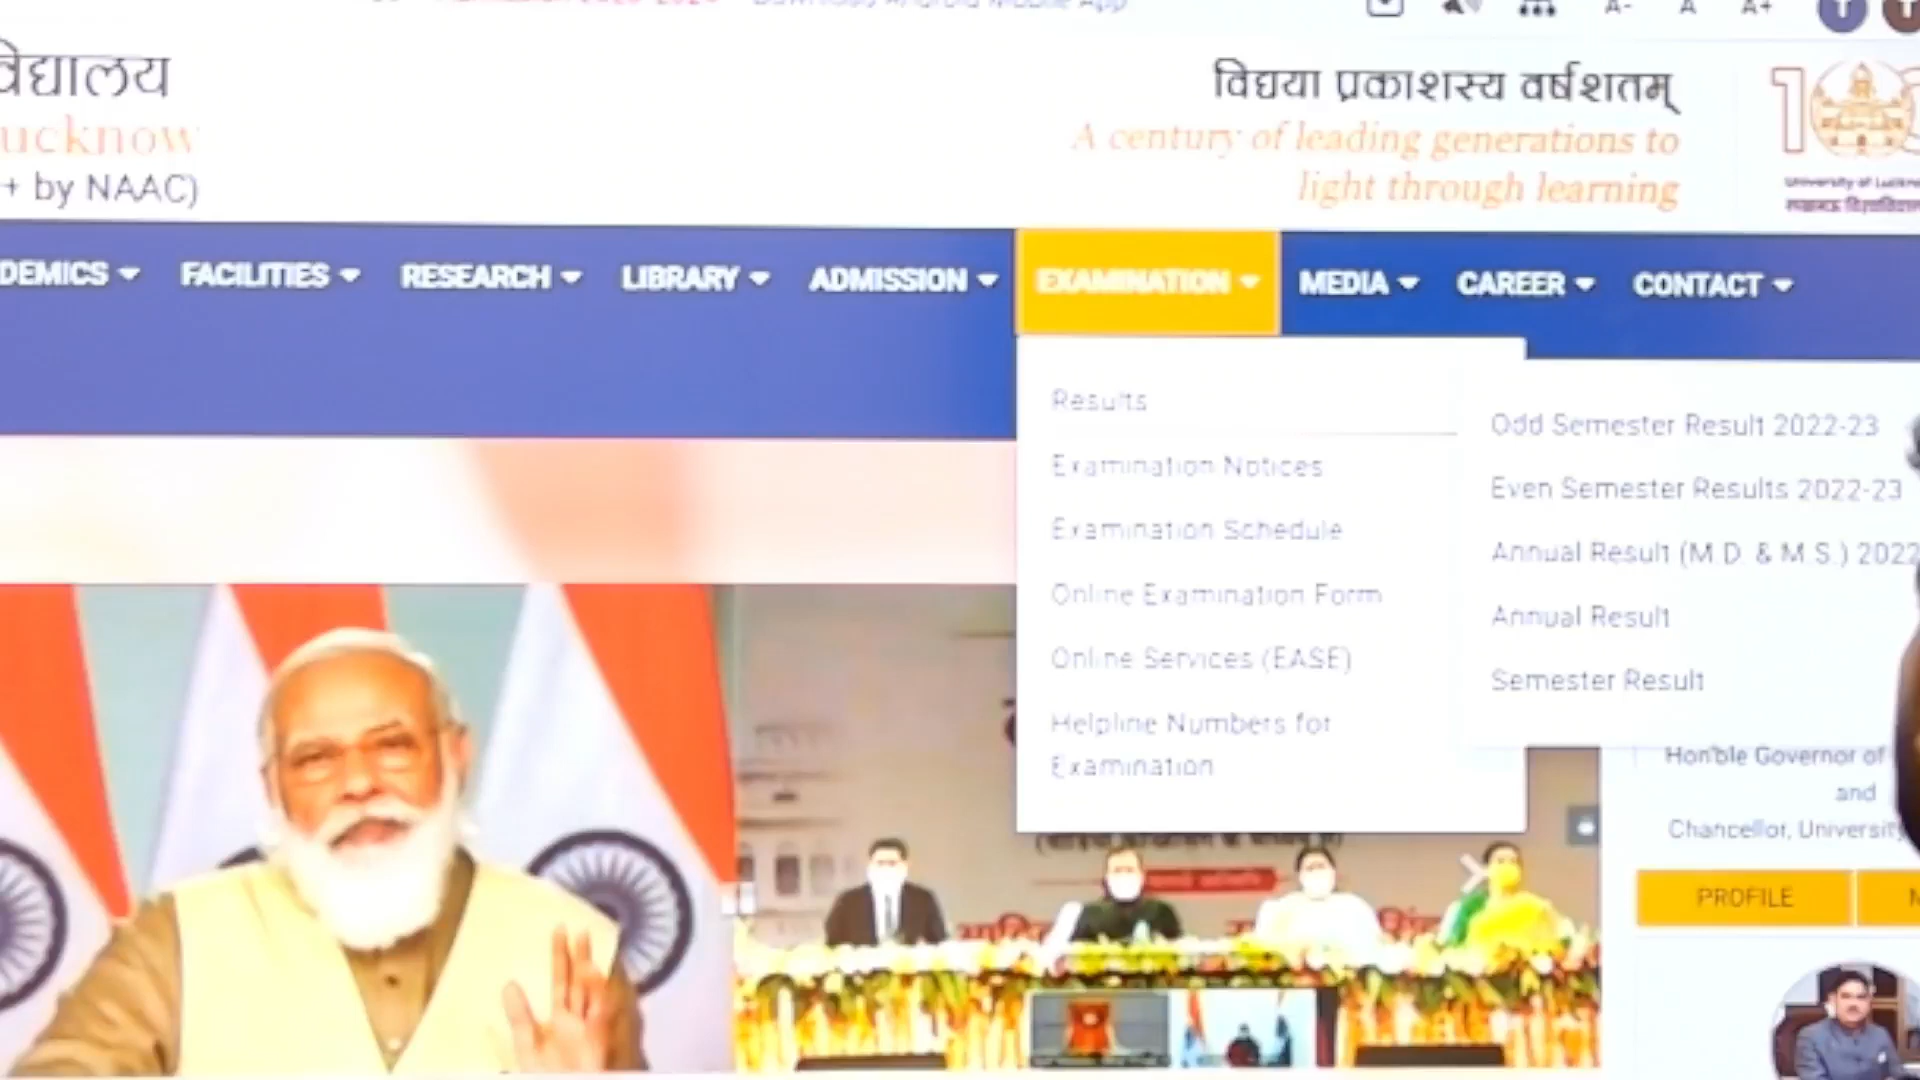 विद्यालय
ucknow
+ by NAAC)
विद्यया प्रकाशस्य वर्षशतम्
A century of leading generations to
light through learning
A- A A+
DEMICS FACILITIES RESEARCH LIBRARY ADMISSION EXAMINATION MEDIA CAREER CONTACT
Results
Examination Notices
Examination Schedule
Online Examination Form
Online Services (EASE)
Helpline Numbers for
Examination
Odd Semester Result 2022-23
Even Semester Results 2022-23
Annual Result (M.D. & M.S.) 2022
Annual Result
Semester Result
Hon'ble Governor of
and
Chancellor, University
PROFILE